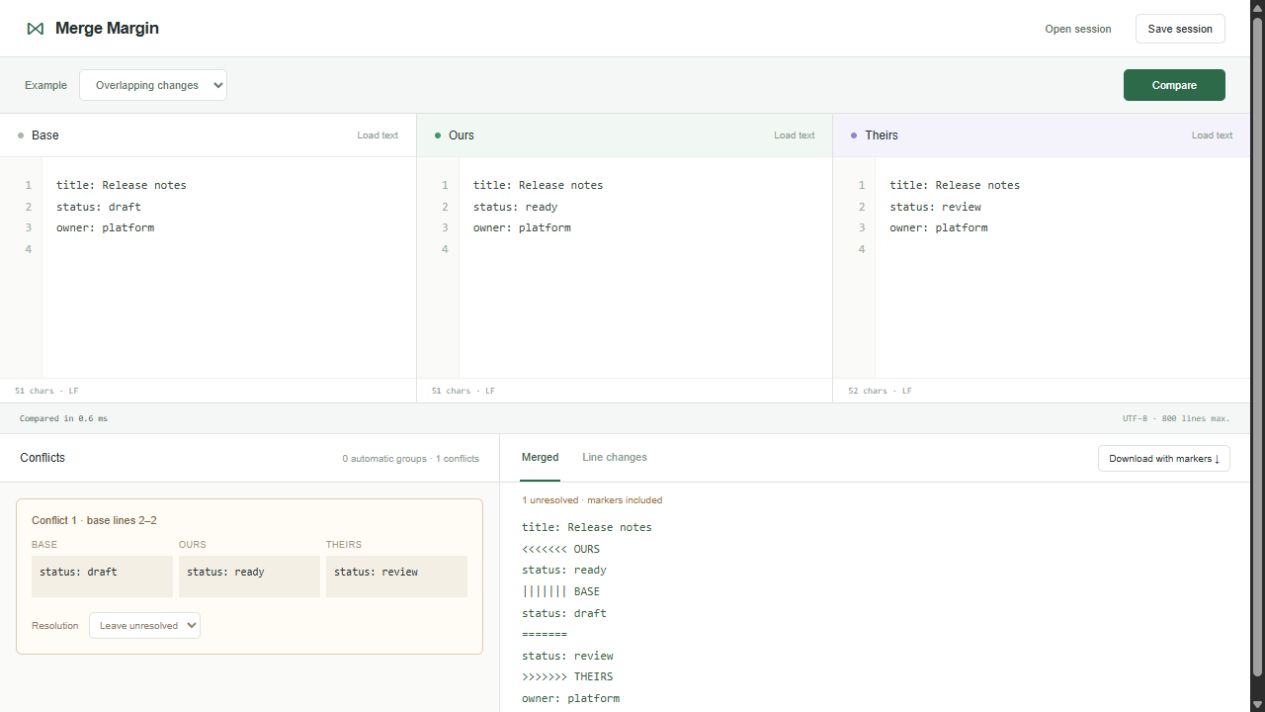 Merge Margin
Open session
Save session
Example
Overlapping changes
Compare
Base
Load text
1 title: Release notes
2 status: draft
3 owner: platform
4
51 chars · LF
Ours
Load text
1 title: Release notes
2 status: ready
3 owner: platform
4
51 chars · LF
Theirs
Load text
1 title: Release notes
2 status: review
3 owner: platform
4
52 chars · LF
Compared in 0.6 ms
UTF-8 · 800 lines max.
Conflicts
0 automatic groups · 1 conflicts
Conflict 1 · base lines 2–2
BASE
status: draft
OURS
status: ready
THEIRS
status: review
Resolution
Leave unresolved
Merged
Line changes
Download with markers ↓
1 unresolved · markers included
title: Release notes
<<<<<<< OURS
status: ready
||||||| BASE
status: draft
=======
status: review
>>>>>>> THEIRS
owner: platform